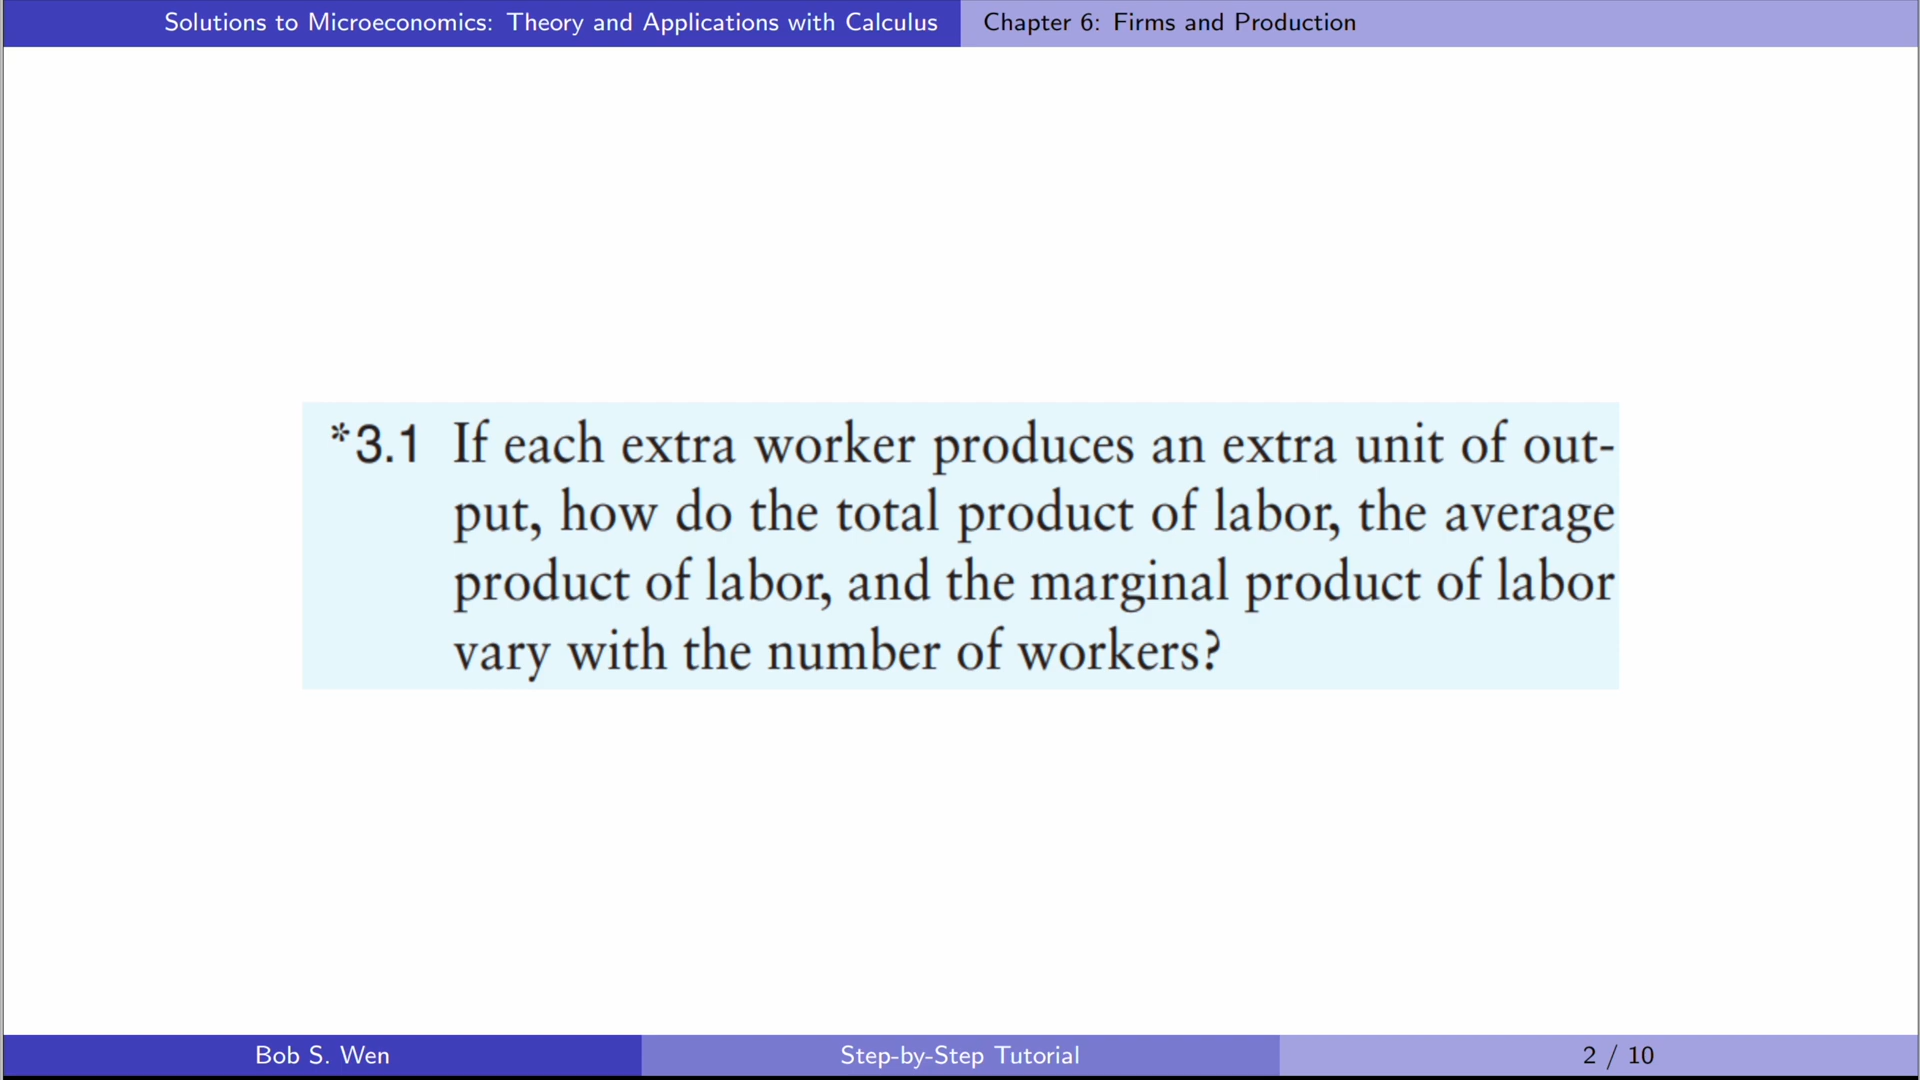 Solutions to Microeconomics: Theory and Applications with Calculus
Chapter 6: Firms and Production
*3.1 If each extra worker produces an extra unit of out-
put, how do the total product of labor, the average
product of labor, and the marginal product of labor
vary with the number of workers?
Bob S. Wen
Step-by-Step Tutorial
2 / 10